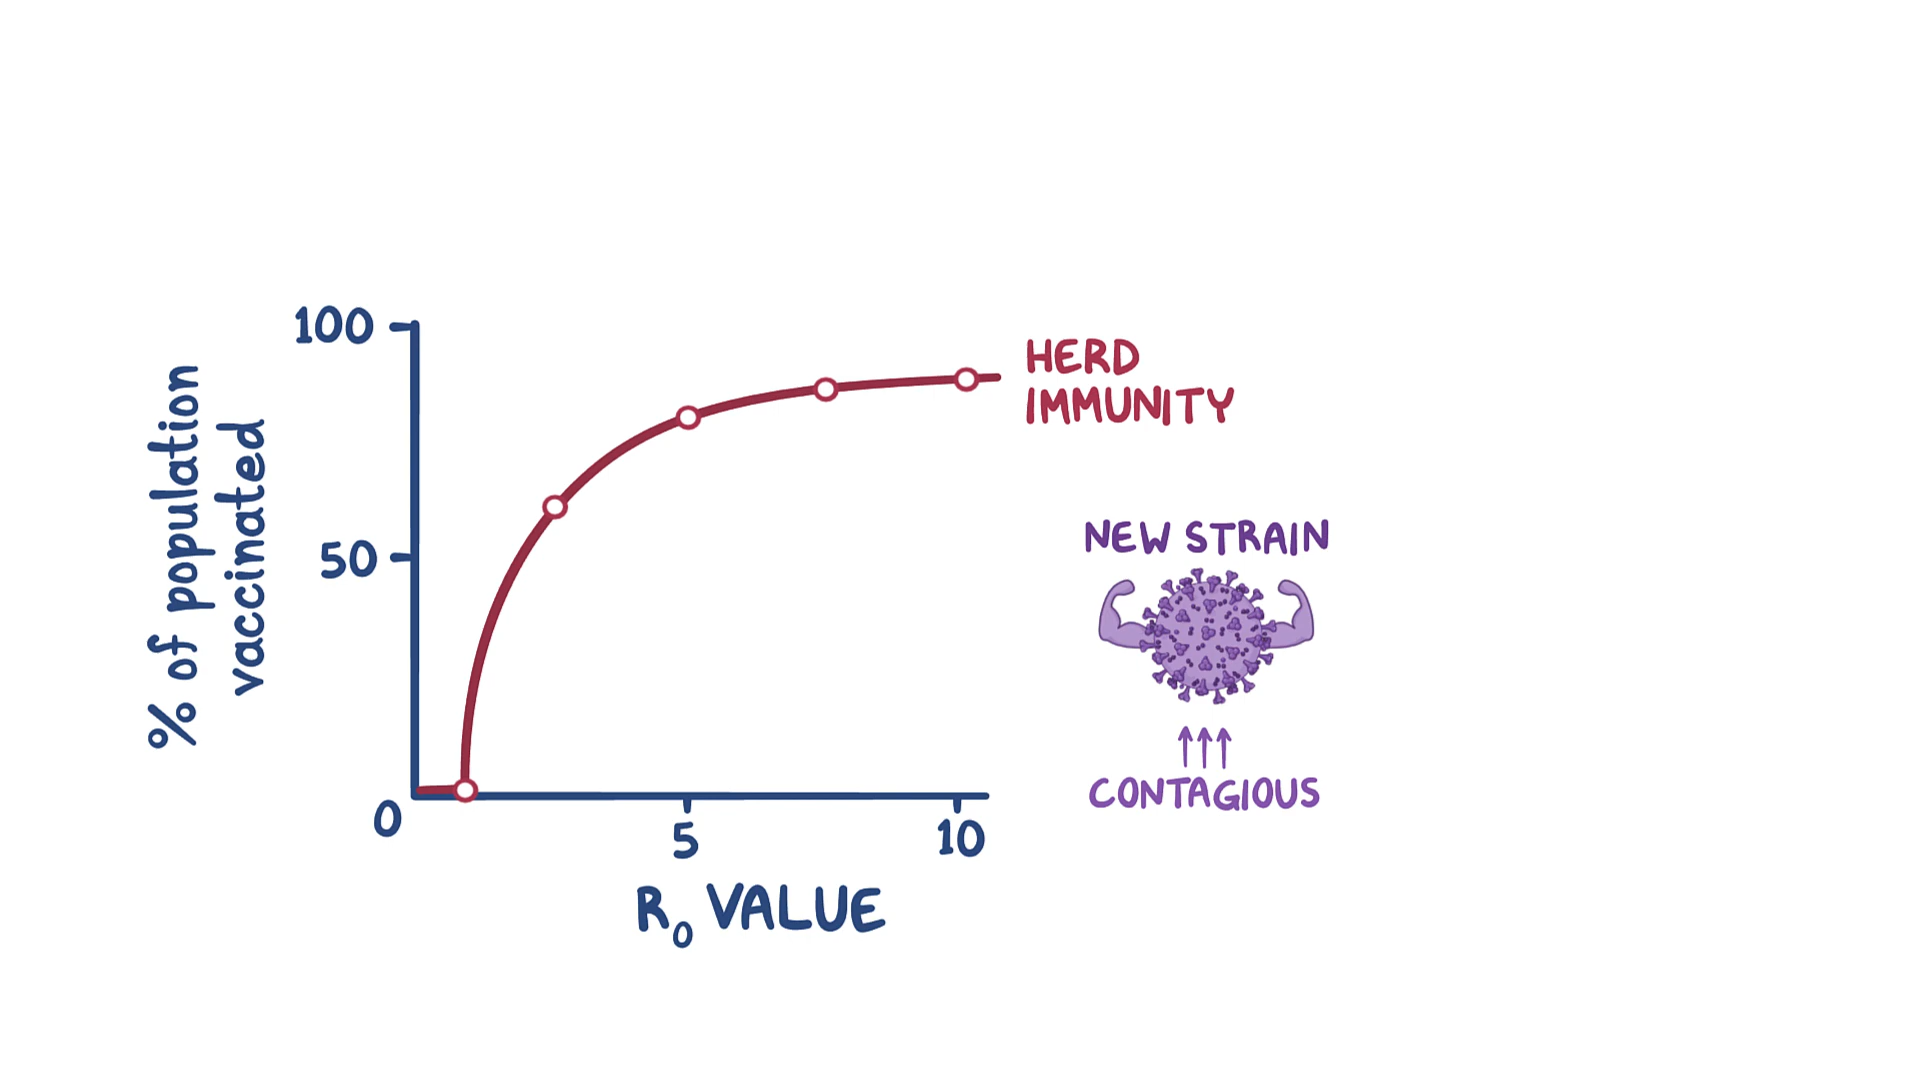 100
50
0
% of population
vaccinated
5
10
R₀ VALUE
HERD
IMMUNITY
NEW STRAIN
↑↑↑
CONTAGIOUS